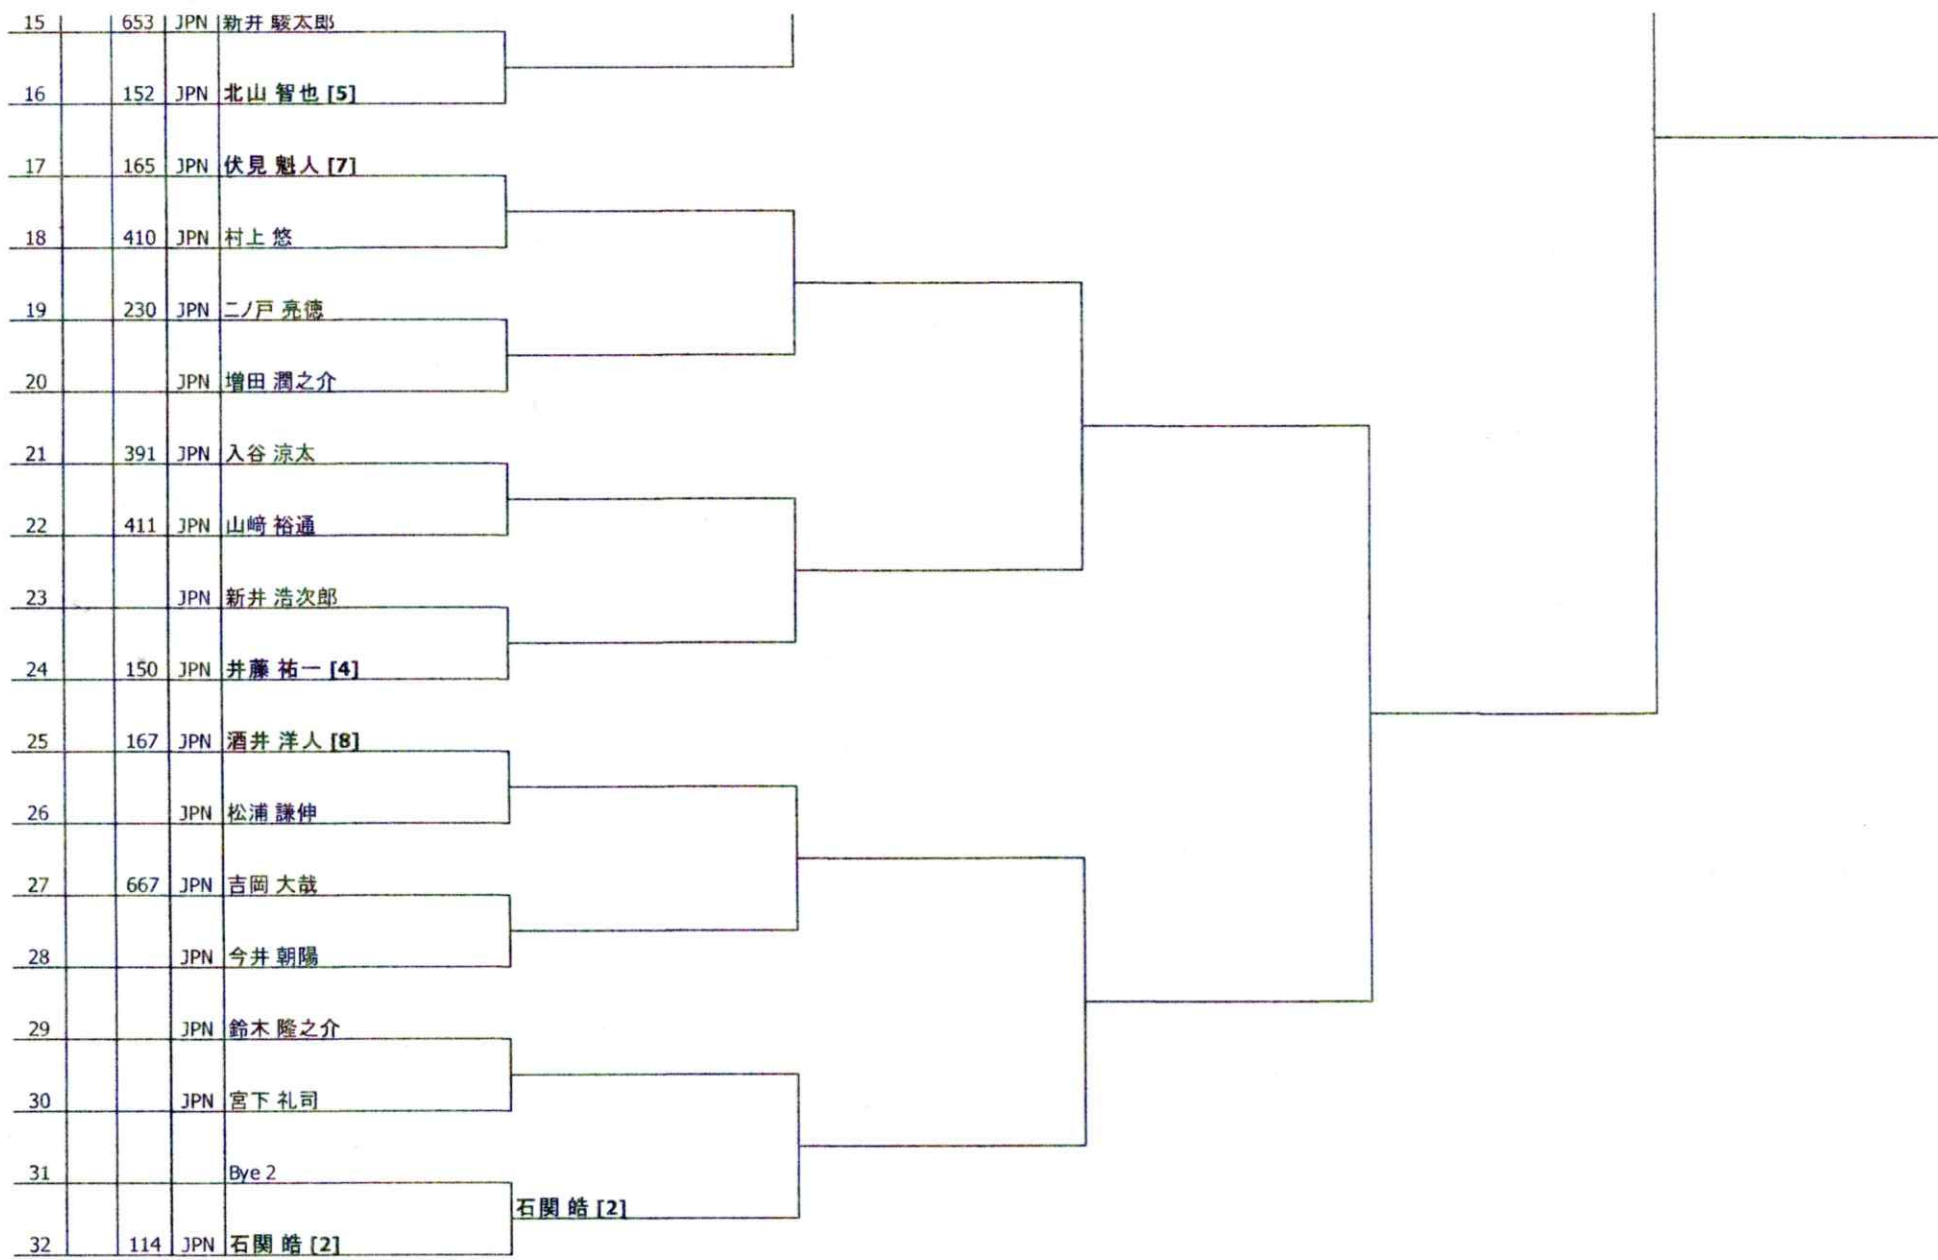 15 653 JPN 新井 駿太郎
16 152 JPN 北山 智也 [5]
17 165 JPN 伏見 魁人 [7]
18 410 JPN 村上 悠
19 230 JPN 二ノ戸 亮徳
20 JPN 増田 潤之介
21 391 JPN 入谷 涼太
22 411 JPN 山﨑 裕通
23 JPN 新井 浩次郎
24 150 JPN 井藤 祐一 [4]
25 167 JPN 酒井 洋人 [8]
26 JPN 松浦 謙伸
27 667 JPN 吉岡 大哉
28 JPN 今井 朝陽
29 JPN 鈴木 隆之介
30 JPN 宮下 礼司
31 Bye 2
石関 皓 [2]
32 114 JPN 石関 皓 [2]